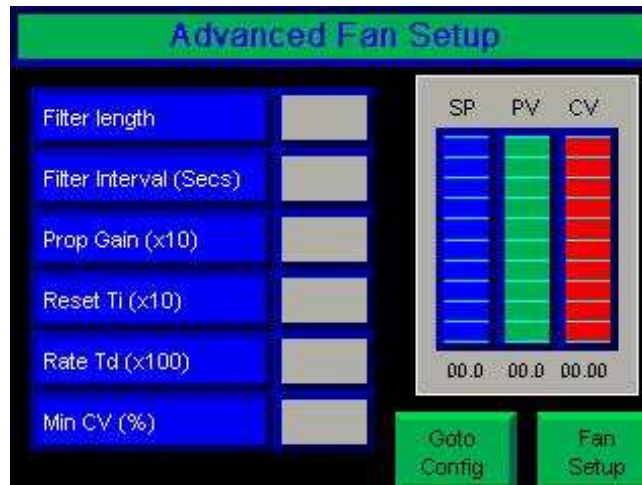 Advanced Fan Setup
Filter length
Filter Interval (Secs)
Prop Gain (x10)
Reset Ti (x10)
Rate Td (x100)
Min CV (%)
SP PV CV
00.0 00.0 00.00
Goto
Config
Fan
Setup